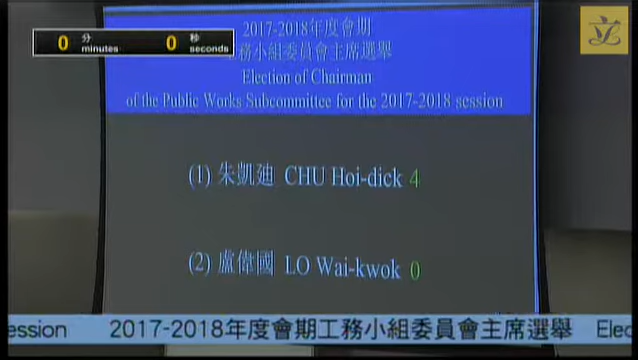 0 分 minutes 0 秒 seconds
2017-2018年度會期
工務小組委員會主席選舉
Election of Chairman
of the Public Works Subcommittee for the 2017-2018 session
(1) 朱凱廸 CHU Hoi-dick 4
(2) 盧偉國 LO Wai-kwok 0
ession 2017-2018年度會期工務小組委員會主席選舉 Elec